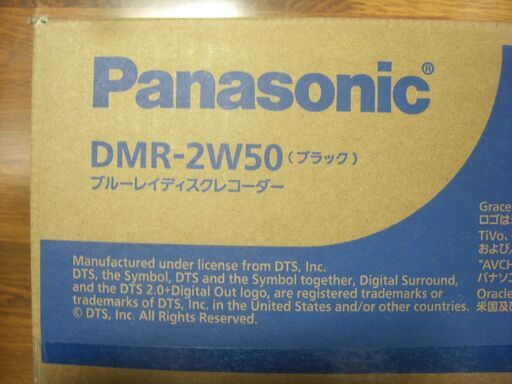 Panasonic®
DMR-2W50(ブラック)
ブルーレイディスクレコーダー
Manufactured under license from DTS, Inc.
DTS, the Symbol, DTS and the Symbol together, Digital Surround,
and the DTS 2.0+Digital Out logo, are registered trademarks or
trademarks of DTS, Inc. in the United States and/or other countries.
© DTS, Inc. All Rights Reserved.
Grace
ロゴは
TiVo、
および
"AVCH
パナソニ
Oracle
米国及び